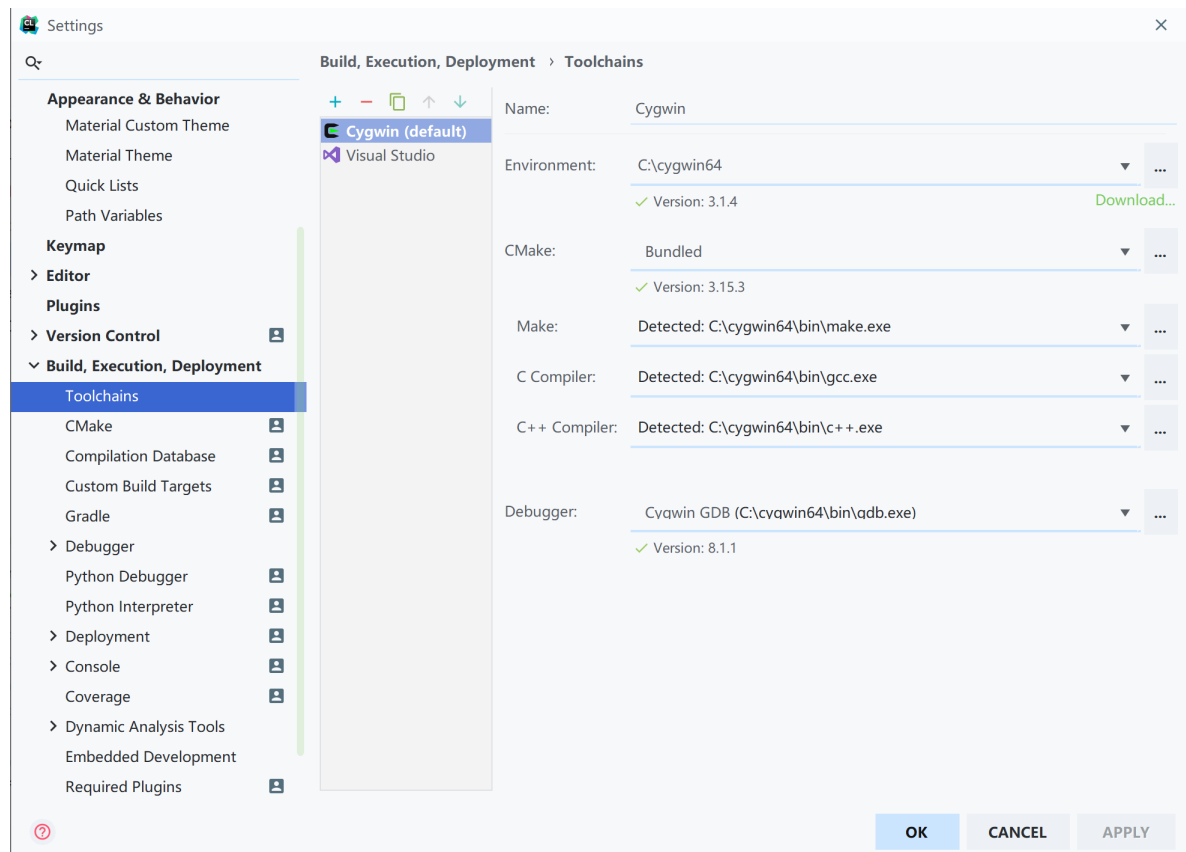 Settings
Build, Execution, Deployment › Toolchains
Appearance & Behavior
Material Custom Theme
Material Theme
Quick Lists
Path Variables
Keymap
Editor
Plugins
Version Control
Build, Execution, Deployment
Toolchains
CMake
Compilation Database
Custom Build Targets
Gradle
Debugger
Python Debugger
Python Interpreter
Deployment
Console
Coverage
Dynamic Analysis Tools
Embedded Development
Required Plugins
Cygwin (default)
Visual Studio
Name: Cygwin
Environment: C:\cygwin64 ...
Version: 3.1.4 Download...
CMake: Bundled ...
Version: 3.15.3
Make: Detected: C:\cygwin64\bin\make.exe ...
C Compiler: Detected: C:\cygwin64\bin\gcc.exe ...
C++ Compiler: Detected: C:\cygwin64\bin\c++.exe ...
Debugger: Cygwin GDB (C:\cygwin64\bin\gdb.exe) ...
Version: 8.1.1
OK CANCEL APPLY